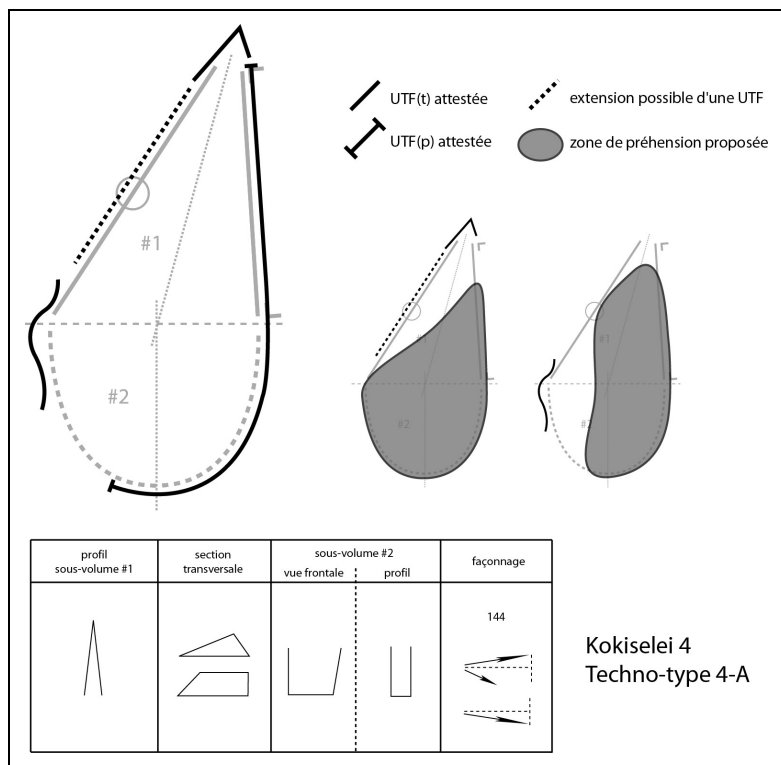 UTF(t) attestée
UTF(p) attestée
extension possible d'une UTF
zone de préhension proposée
#1
#2
#1
#2
#1
#2
profil
sous-volume #1
section
transversale
sous-volume #2
vue frontale
profil
façonnage
144
Kokiselei 4
Techno-type 4-A